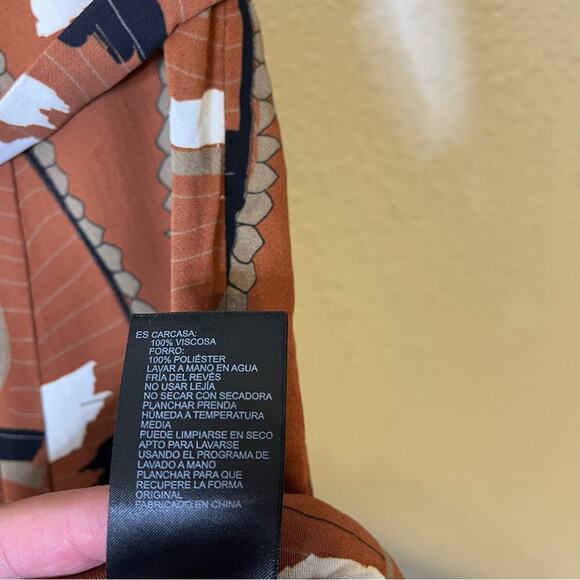 ES CARCASA:
100% VISCOSA
FORRO:
100% POLIÉSTER
LAVAR A MANO EN AGUA
FRÍA DEL REVÉS
NO USAR LEJÍA
NO SECAR CON SECADORA
PLANCHAR PRENDA
HÚMEDA A TEMPERATURA
MEDIA
PUEDE LIMPIARSE EN SECO
APTO PARA LAVARSE
USANDO EL PROGRAMA DE
LAVADO A MANO
PLANCHAR PARA QUE
RECUPERE LA FORMA
ORIGINAL
FABRICADO EN CHINA